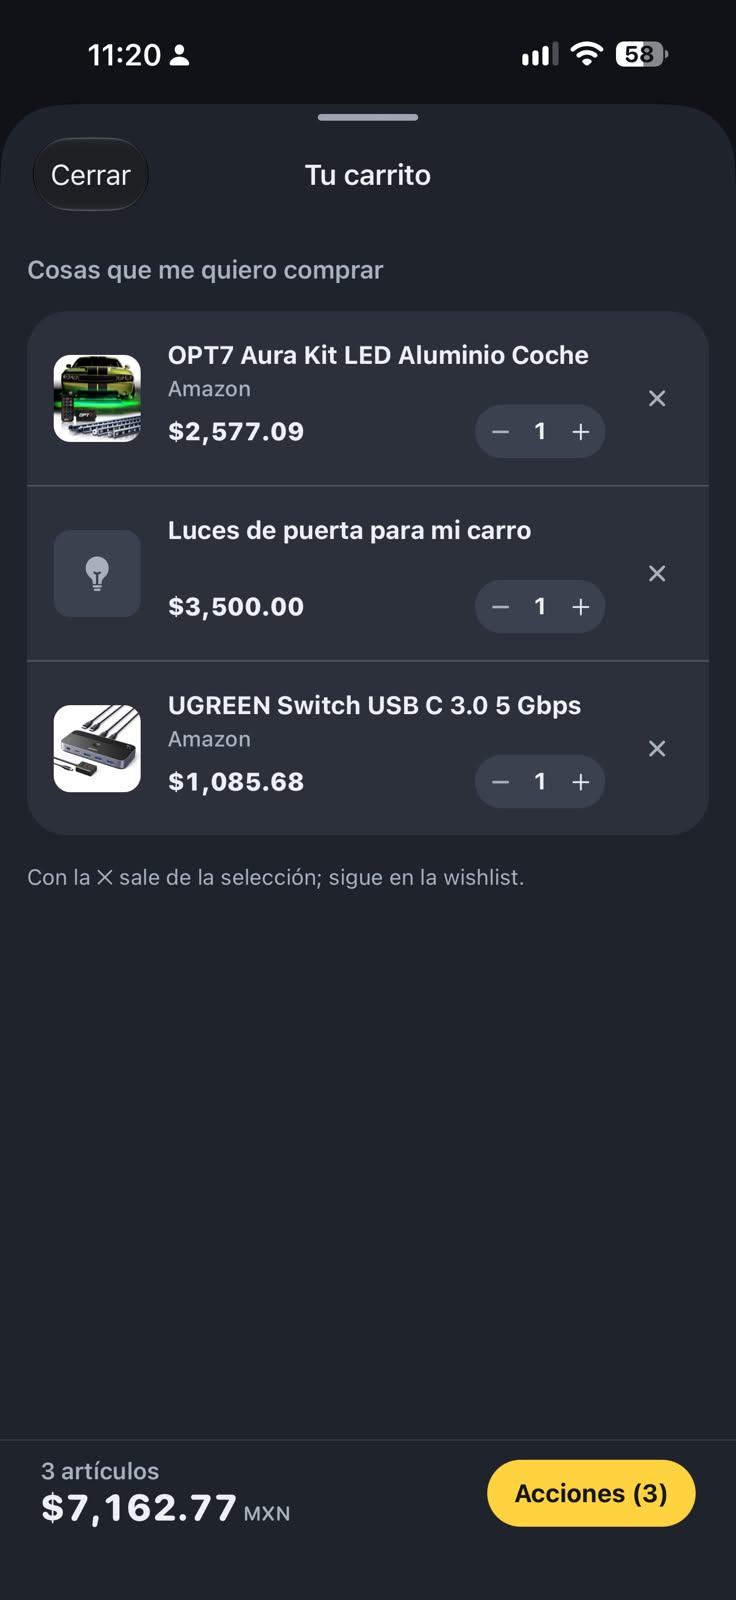 11:20
58
Cerrar
Tu carrito
Cosas que me quiero comprar
OPT7 Aura Kit LED Aluminio Coche
Amazon
$2,577.09
− 1 +
×
Luces de puerta para mi carro
$3,500.00
− 1 +
×
UGREEN Switch USB C 3.0 5 Gbps
Amazon
$1,085.68
− 1 +
×
Con la × sale de la selección; sigue en la wishlist.
3 artículos
$7,162.77 MXN
Acciones (3)